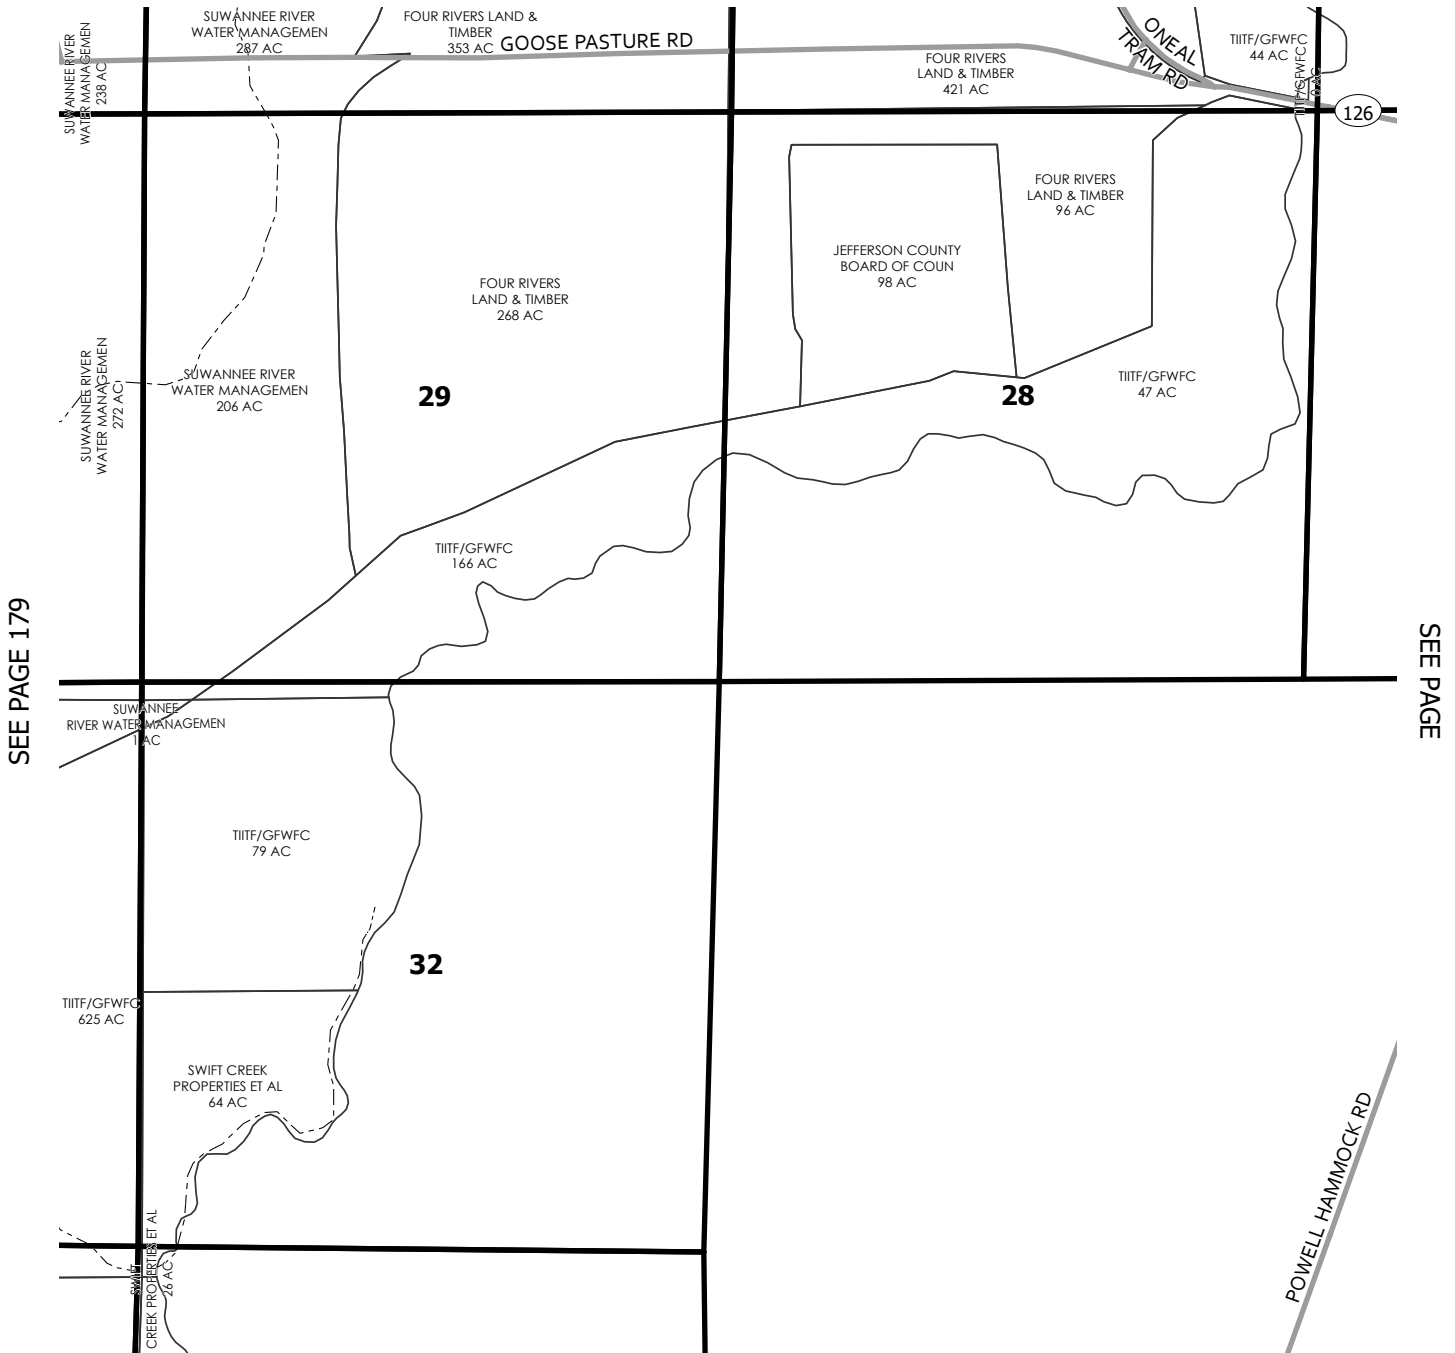 SUWANNEE RIVER
WATER MANAGEMEN
287 AC
FOUR RIVERS LAND &
TIMBER
353 AC
GOOSE PASTURE RD
SUWANNEE RIVER
WATER MANAGEMEN
238 AC
FOUR RIVERS
LAND & TIMBER
421 AC
ONEAL
TRAM RD
TIITF/GFWFC
44 AC
TIITF/GFWFC
0 AC
126
FOUR RIVERS
LAND & TIMBER
96 AC
JEFFERSON COUNTY
BOARD OF COUN
98 AC
FOUR RIVERS
LAND & TIMBER
268 AC
SUWANNEE RIVER
WATER MANAGEMEN
272 AC
SUWANNEE RIVER
WATER MANAGEMEN
206 AC
29
28
TIITF/GFWFC
47 AC
TIITF/GFWFC
166 AC
SEE PAGE 179
SEE PAGE
SUWANNEE
RIVER WATER MANAGEMEN
1 AC
TIITF/GFWFC
79 AC
32
TIITF/GFWFC
625 AC
SWIFT CREEK
PROPERTIES ET AL
64 AC
POWELL HAMMOCK RD
SWIFT
CREEK PROPERTIES ET AL
26 AC